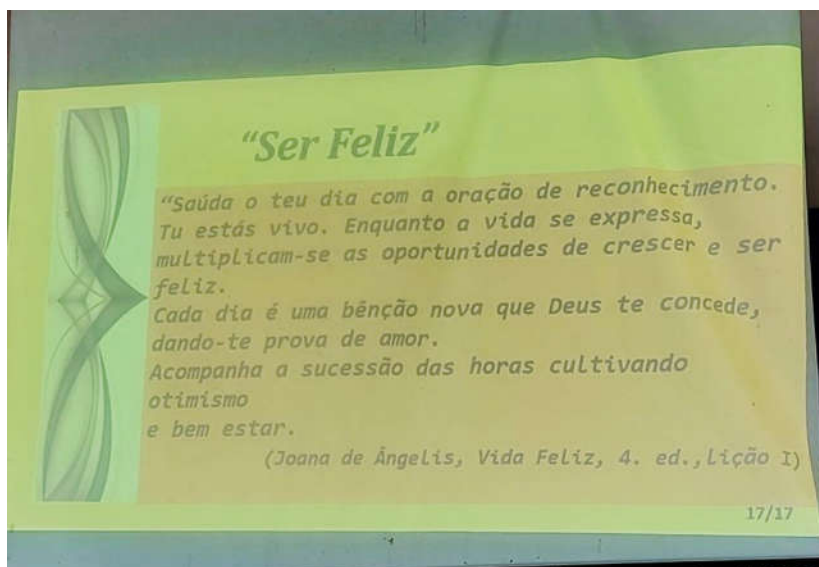 “Ser Feliz”
“Saúda o teu dia com a oração de reconhecimento.
Tu estás vivo. Enquanto a vida se expressa,
multiplicam-se as oportunidades de crescer e ser
feliz.
Cada dia é uma bênção nova que Deus te concede,
dando-te prova de amor.
Acompanha a sucessão das horas cultivando
otimismo
e bem estar.
(Joana de Ângelis, Vida Feliz, 4. ed.,lição I)
17/17